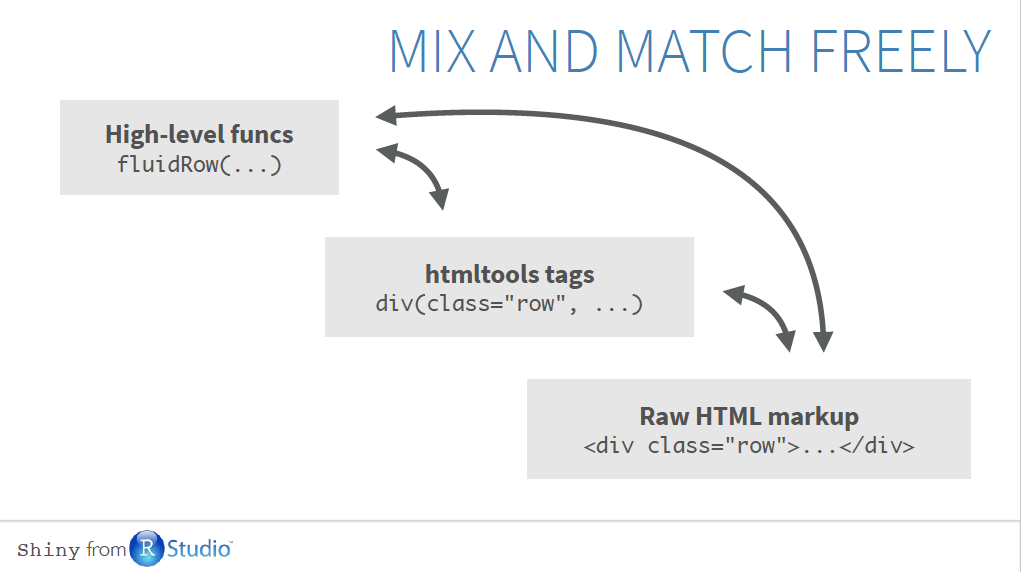 MIX AND MATCH FREELY
High-level funcs
fluidRow(...)
htmltools tags
div(class="row", ...)
Raw HTML markup
<div class="row">...</div>
Shiny from R Studio™